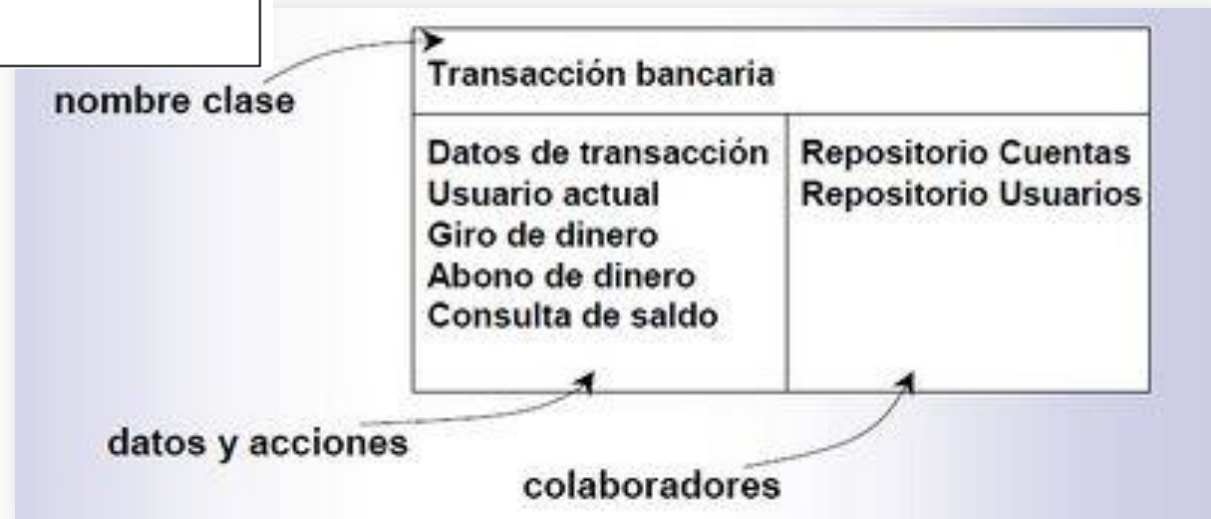 nombre clase
Transacción bancaria
Datos de transacción
Usuario actual
Giro de dinero
Abono de dinero
Consulta de saldo
Repositorio Cuentas
Repositorio Usuarios
datos y acciones
colaboradores